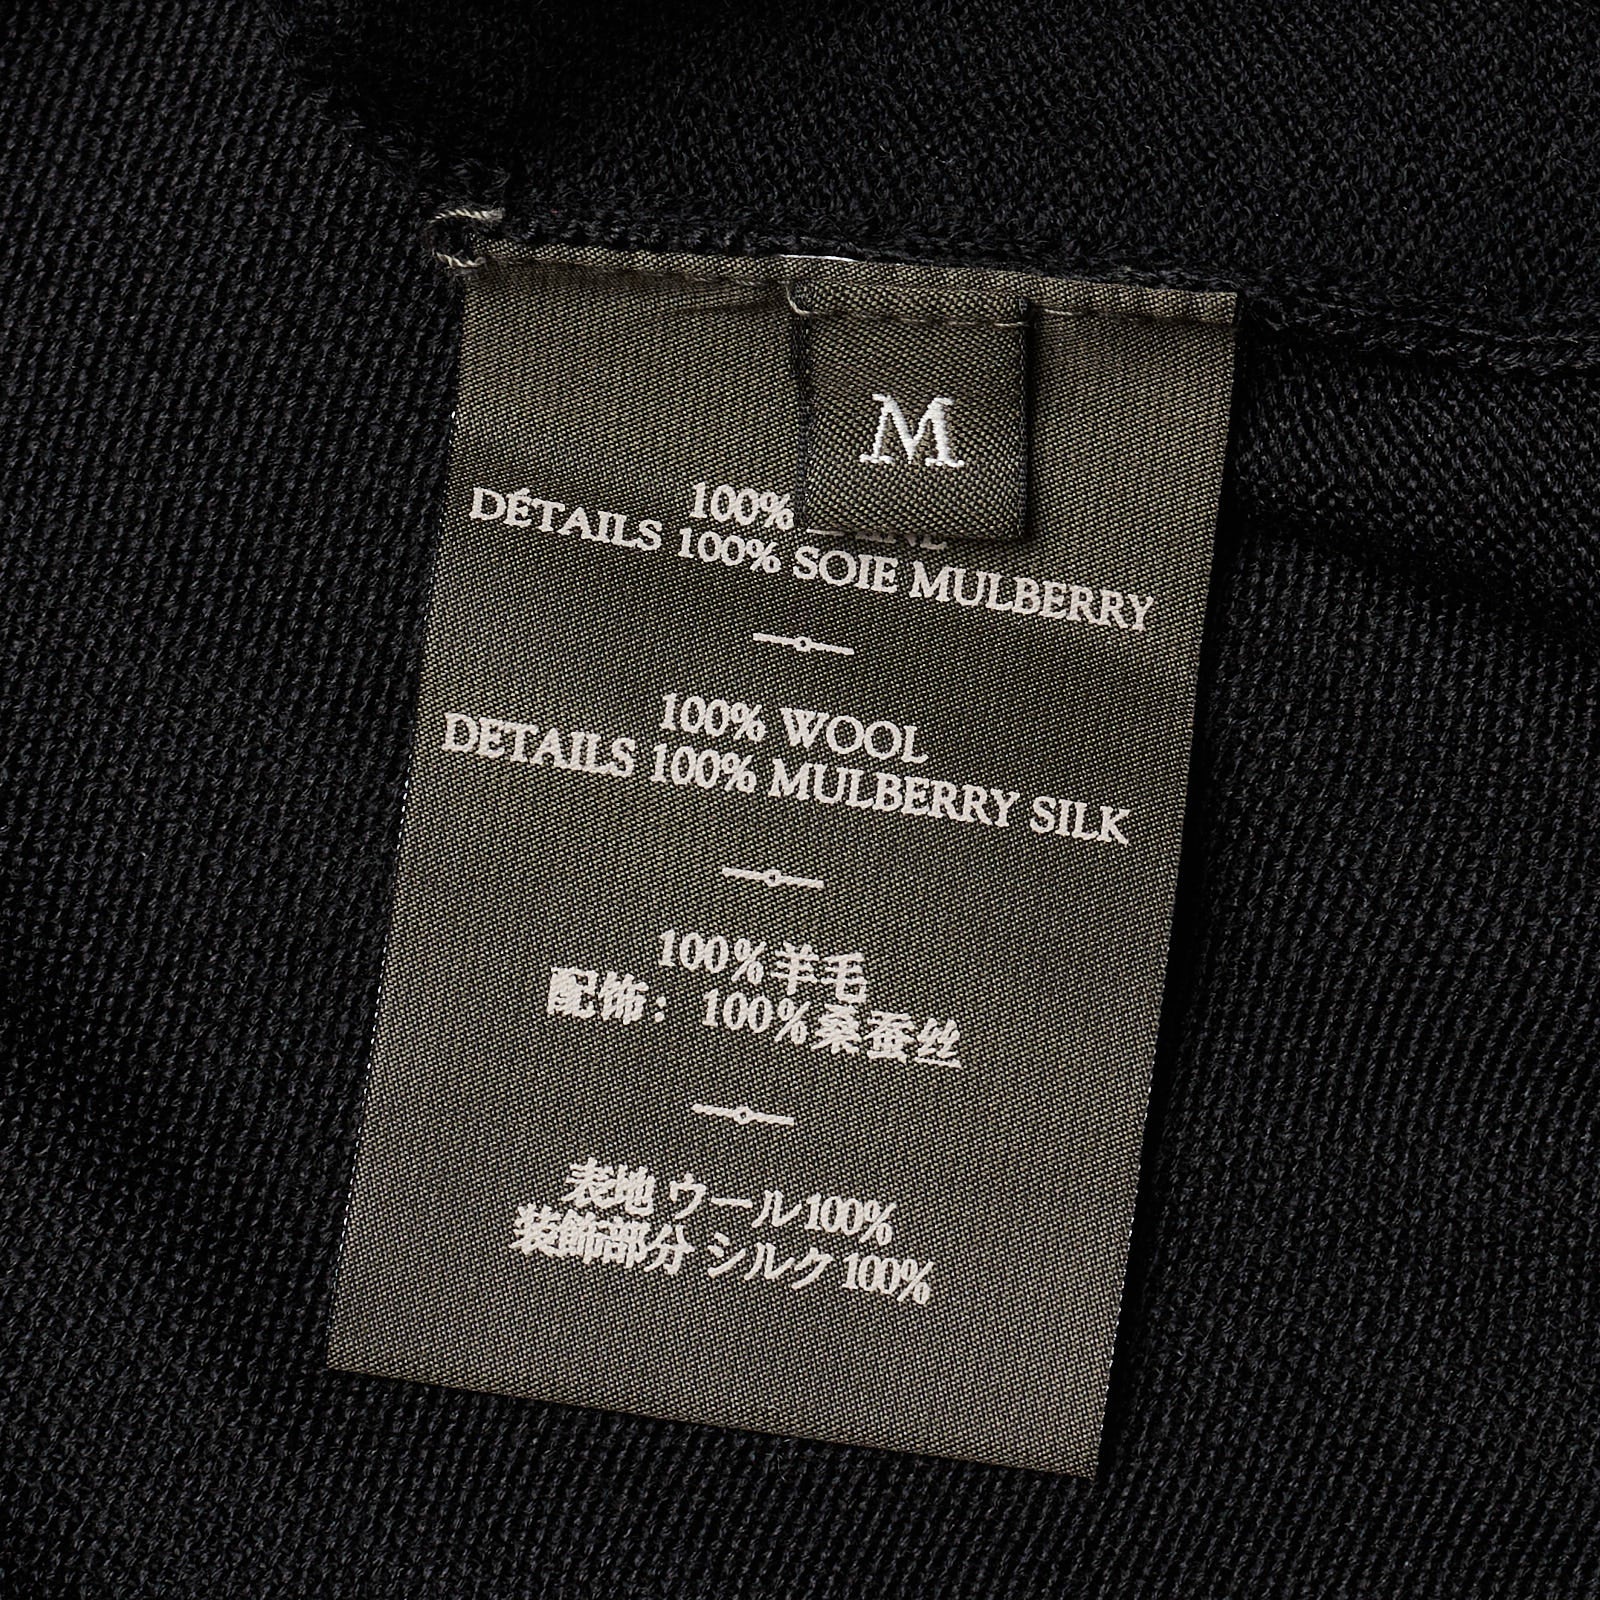 M
100%
DÉTAILS 100% SOIE MULBERRY
100% WOOL
DETAILS 100% MULBERRY SILK
100%羊毛
配饰：100%桑蚕丝
表地 ウール100%
装飾部分 シルク100%